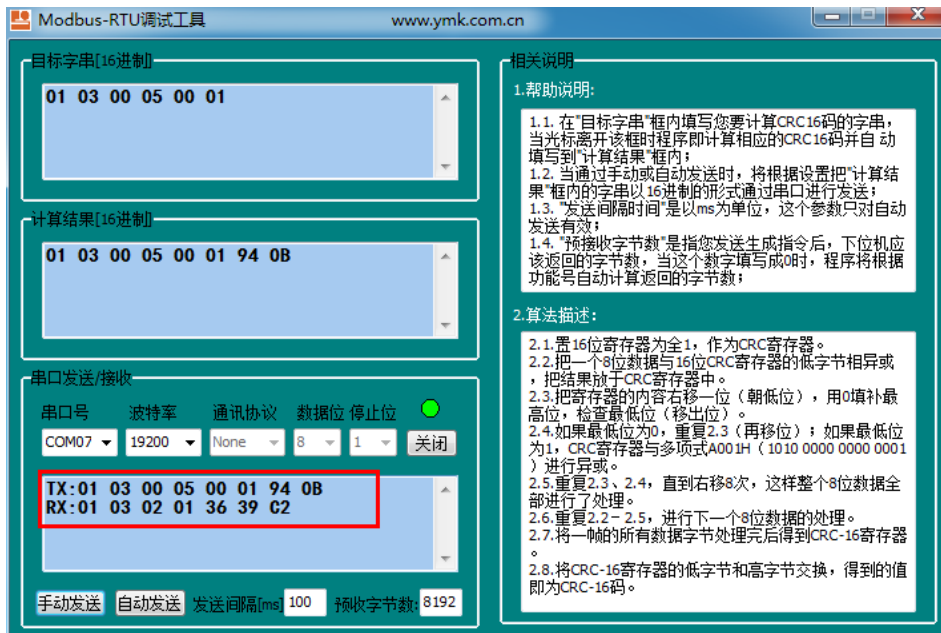 Modbus-RTU调试工具
www.ymk.com.cn
目标字串[16进制]
01 03 00 05 00 01
计算结果[16进制]
01 03 00 05 00 01 94 0B
串口发送/接收
串口号 波特率 通讯协议 数据位 停止位
COM07 19200 None 8 1 关闭
TX:01 03 00 05 00 01 94 0B
RX:01 03 02 01 36 39 C2
手动发送 自动发送 发送间隔[ms] 100 预收字节数: 8192
相关说明
1.帮助说明:
1.1. 在"目标字串"框内填写您要计算CRC16码的字串，
当光标离开该框时程序即计算相应的CRC16码并自动
填写到"计算结果"框内；
1.2. 当通过手动或自动发送时，将根据设置把"计算结
果"框内的字串以16进制的形式通过串口进行发送；
1.3. "发送间隔时间"是以ms为单位，这个参数只对自动
发送有效；
1.4. "预接收字节数"是指您发送生成指令后，下位机应
该返回的字节数，当这个数字填写成0时，程序将根据
功能号自动计算返回的字节数；
2.算法描述：
2.1.置16位寄存器为全1，作为CRC寄存器。
2.2.把一个8位数据与16位CRC寄存器的低字节相异或
，把结果放于CRC寄存器中。
2.3.把寄存器的内容右移一位（朝低位），用0填补最
高位，检查最低位（移出位）。
2.4.如果最低位为0，重复2.3（再移位）；如果最低位
为1，CRC寄存器与多项式A001H（1010 0000 0000 0001
）进行异或。
2.5.重复2.3、2.4，直到右移8次，这样整个8位数据全
部进行了处理。
2.6.重复2.2-2.5，进行下一个8位数据的处理。
2.7.将一帧的所有数据字节处理完后得到CRC-16寄存器
。
2.8.将CRC-16寄存器的低字节和高字节交换，得到的值
即为CRC-16码。